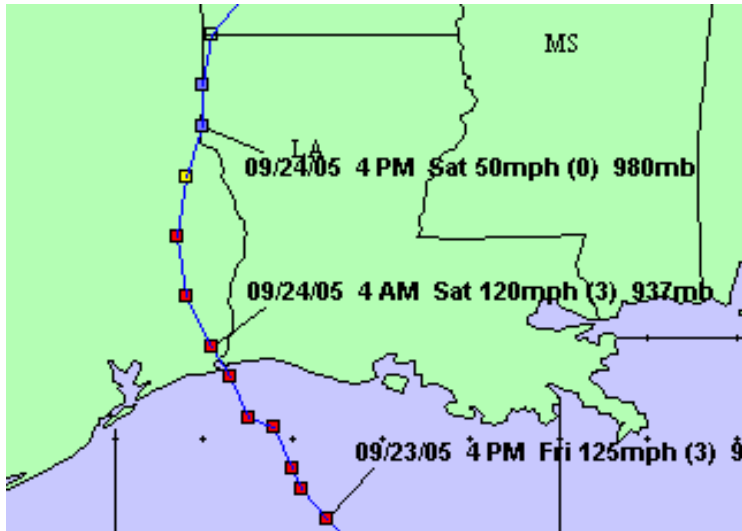 MS
LA
09/24/05 4 PM Sat 50mph (0) 980mb
09/24/05 4 AM Sat 120mph (3) 937mb
09/23/05 4 PM Fri 125mph (3) 9